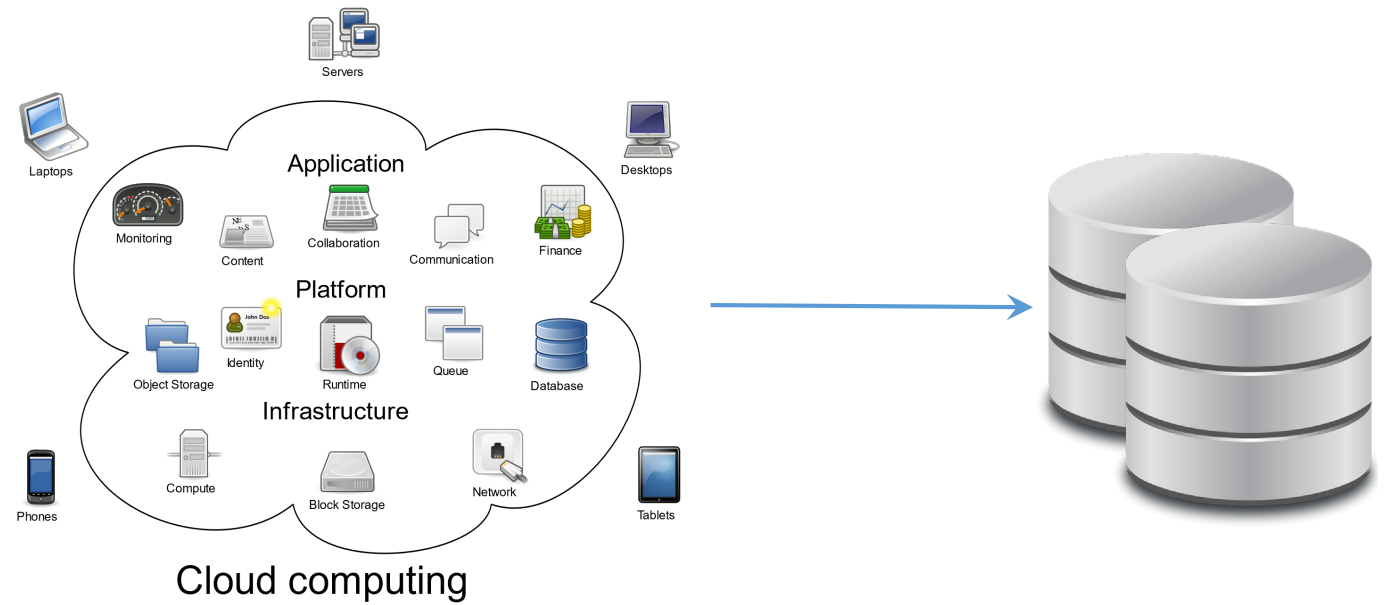 Servers
Laptops
Desktops
Application
Monitoring
Content
Collaboration
Communication
Finance
Platform
Object Storage
John Doe
Identity
Runtime
Queue
Database
Infrastructure
Compute
Block Storage
Network
Phones
Tablets
Cloud computing